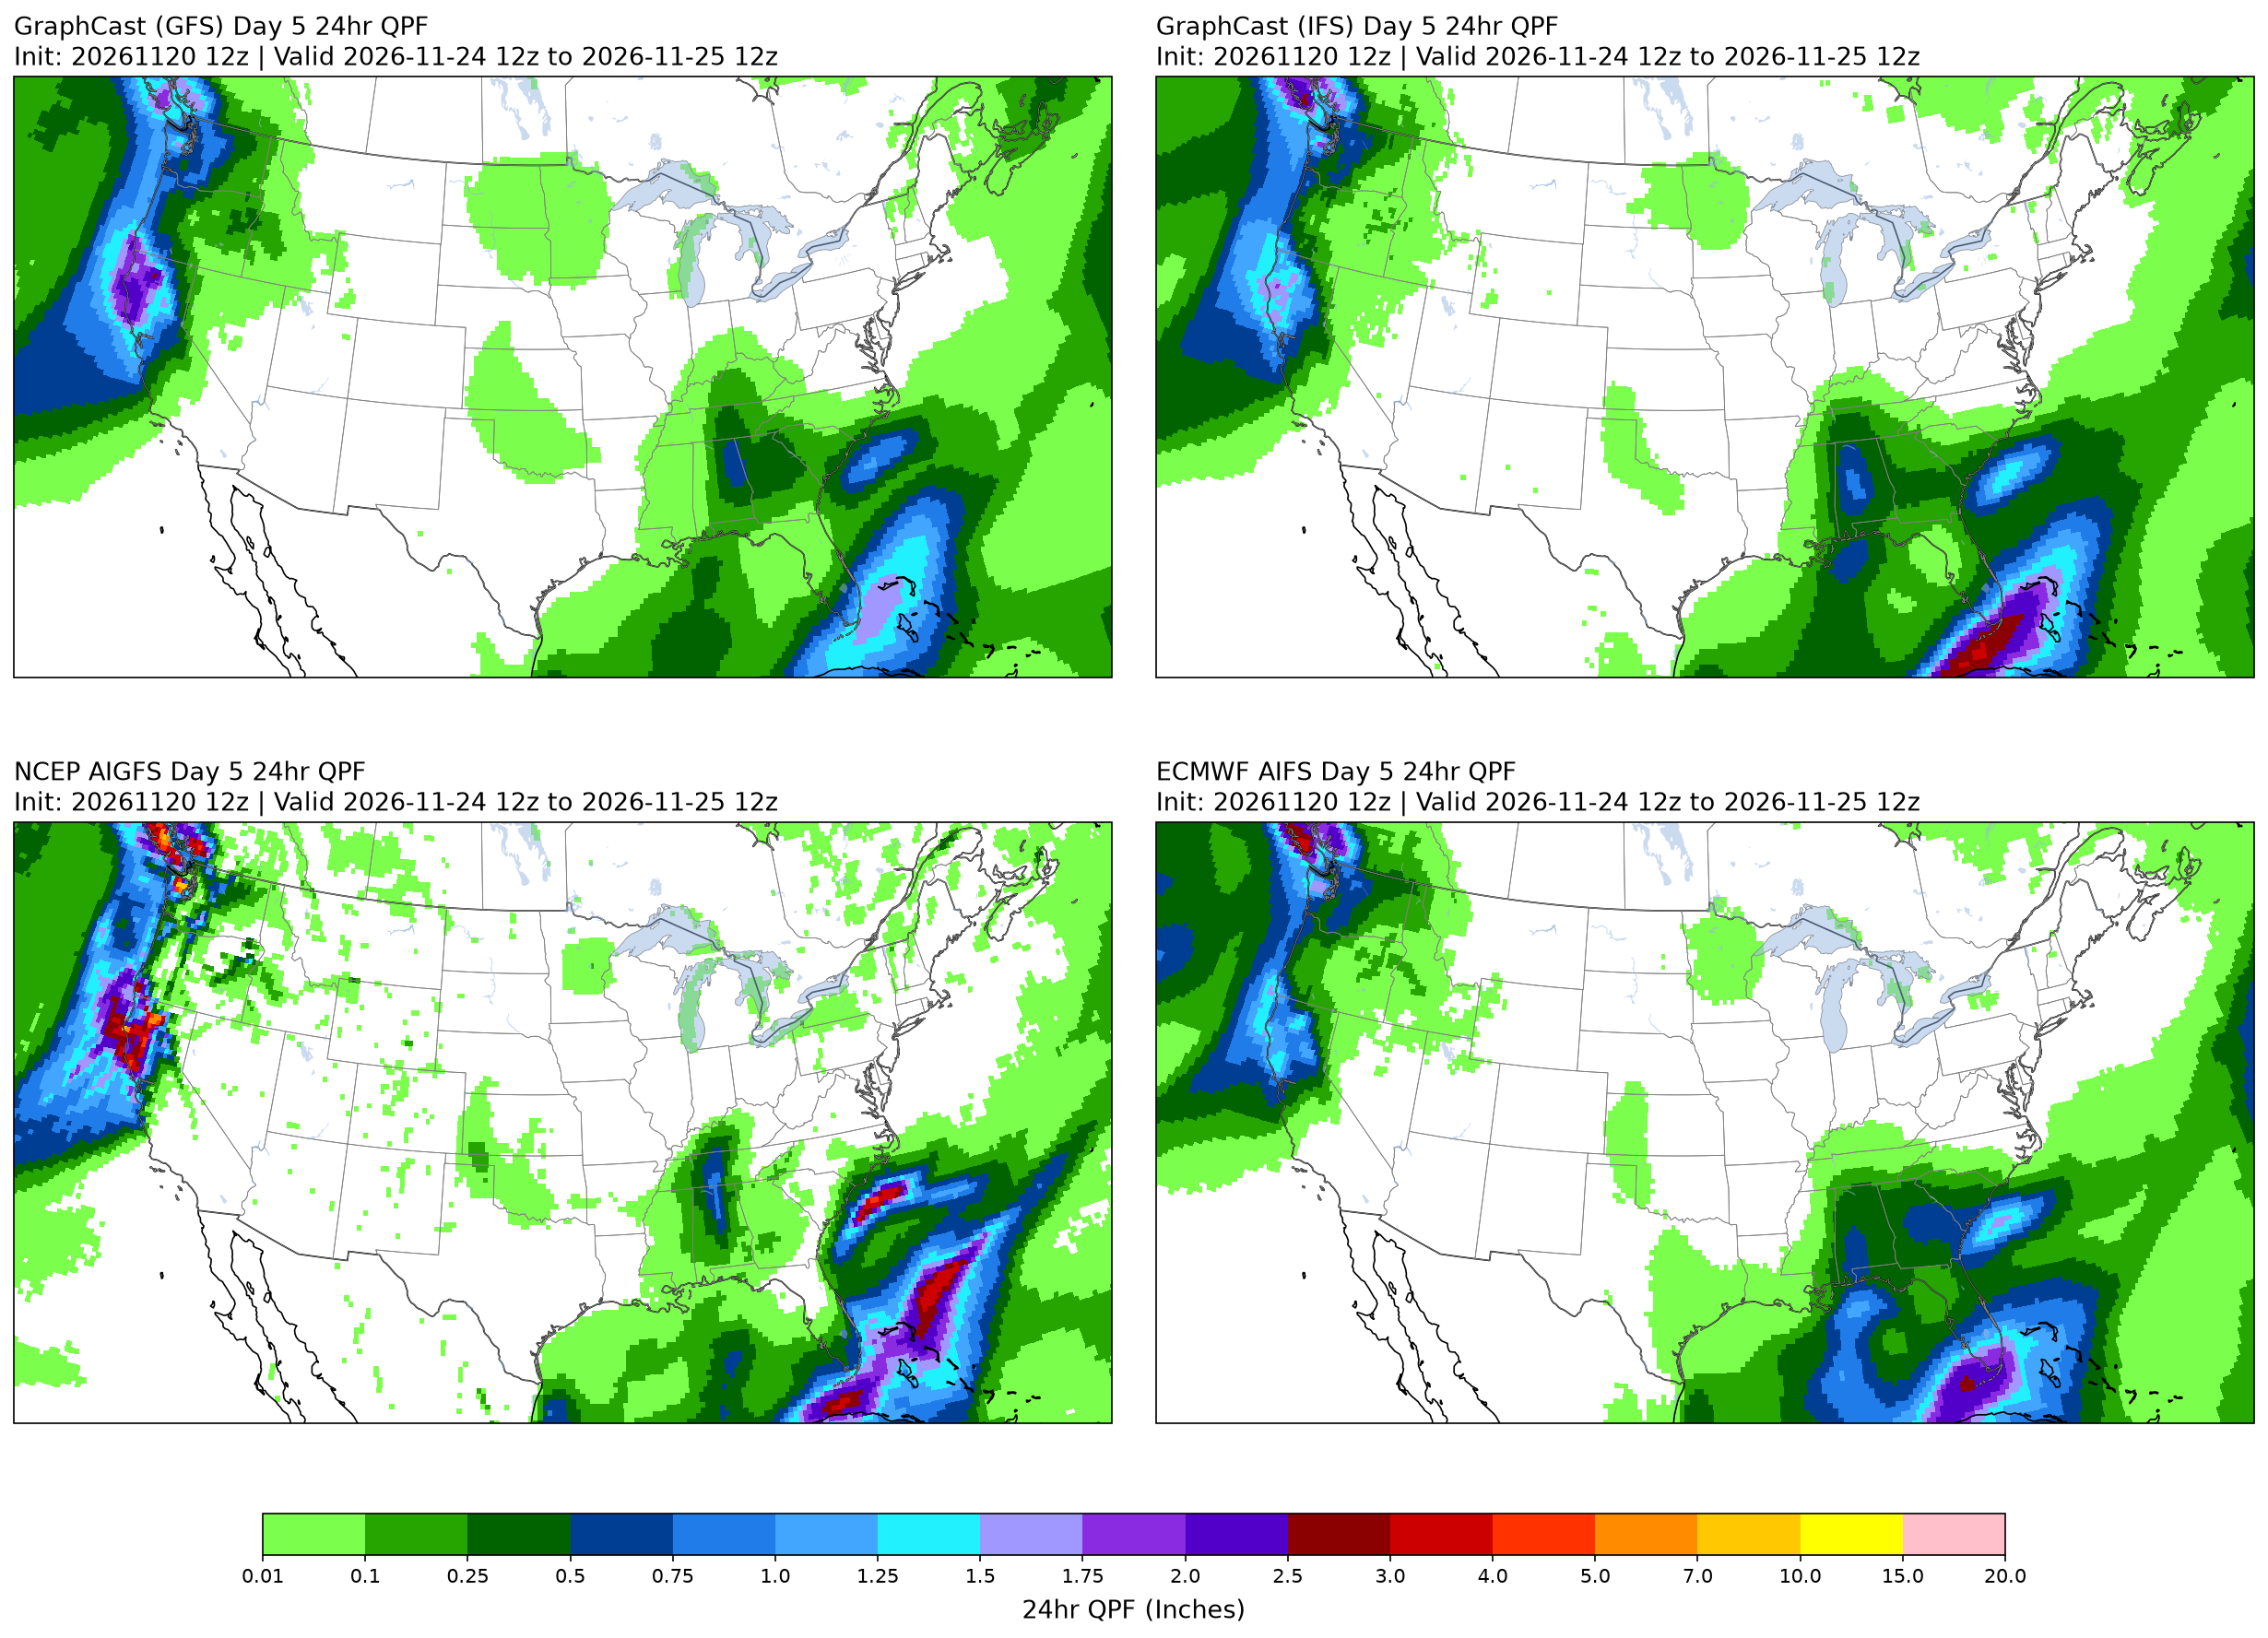 GraphCast (GFS) Day 5 24hr QPF
Init: 20261120 12z | Valid 2026-11-24 12z to 2026-11-25 12z
GraphCast (IFS) Day 5 24hr QPF
Init: 20261120 12z | Valid 2026-11-24 12z to 2026-11-25 12z
NCEP AIGFS Day 5 24hr QPF
Init: 20261120 12z | Valid 2026-11-24 12z to 2026-11-25 12z
ECMWF AIFS Day 5 24hr QPF
Init: 20261120 12z | Valid 2026-11-24 12z to 2026-11-25 12z
0.01 0.1 0.25 0.5 0.75 1.0 1.25 1.5 1.75 2.0 2.5 3.0 4.0 5.0 7.0 10.0 15.0 20.0
24hr QPF (Inches)